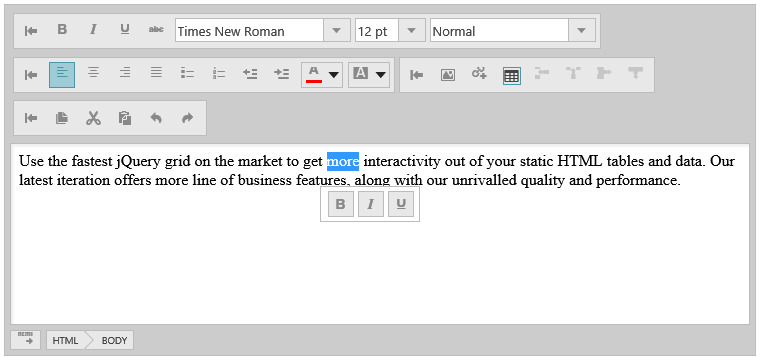 B I U abc Times New Roman 12 pt Normal
A A
Use the fastest jQuery grid on the market to get more interactivity out of your static HTML tables and data. Our
latest iteration offers more line of business features, along with our unrivalled quality and performance.
B I U
HTML BODY